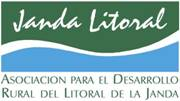 Janda Litoral
ASOCIACION PARA EL DESARROLLO
RURAL DEL LITORAL DE LA JANDA